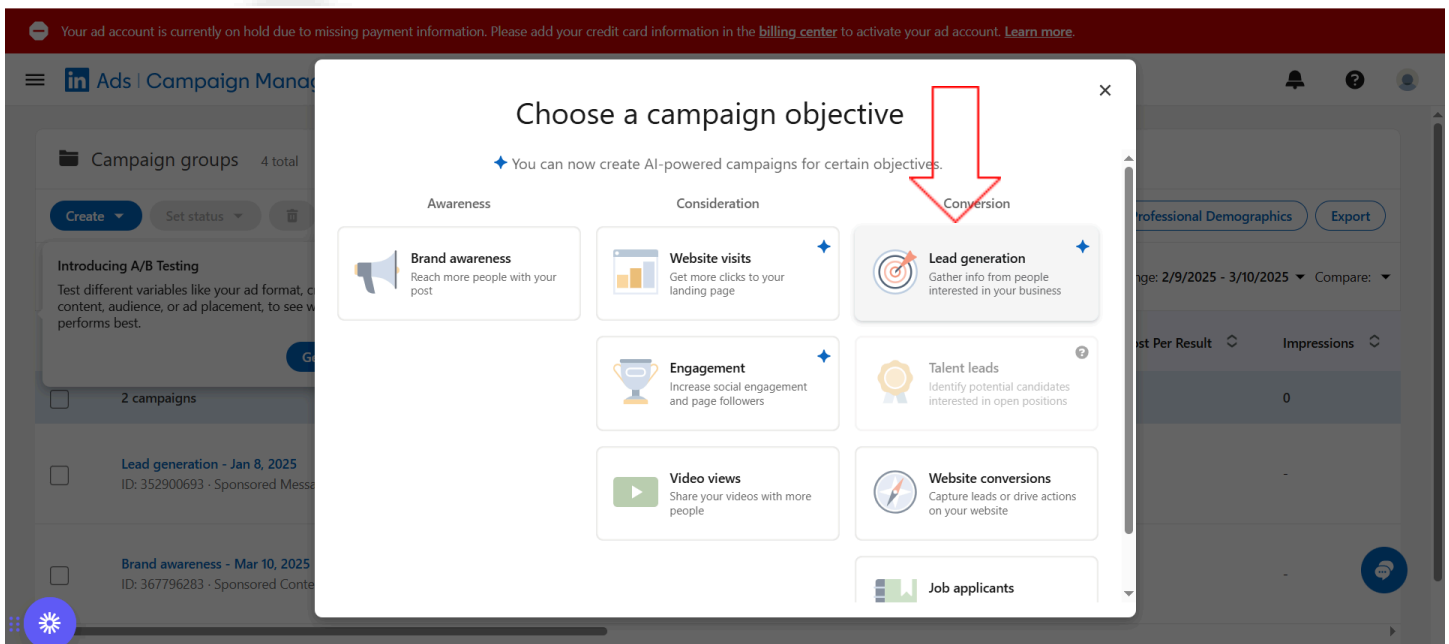 Your ad account is currently on hold due to missing payment information. Please add your credit card information in the billing center to activate your ad account. Learn more.
in Ads | Campaign Manag
Choose a campaign objective
You can now create AI-powered campaigns for certain objectives.
Campaign groups 4 total
Create
Set status
Professional Demographics
Export
Introducing A/B Testing
Test different variables like your ad format, c
content, audience, or ad placement, to see w
performs best.
Ge
nge: 2/9/2025 - 3/10/2025 Compare:
ost Per Result
Impressions
2 campaigns
0
Lead generation - Jan 8, 2025
ID: 352900693 · Sponsored Messa
-
Brand awareness - Mar 10, 2025
ID: 367796283 · Sponsored Conte
-
Awareness
Brand awareness
Reach more people with your
post
Consideration
Website visits
Get more clicks to your
landing page
Engagement
Increase social engagement
and page followers
Video views
Share your videos with more
people
Conversion
Lead generation
Gather info from people
interested in your business
Talent leads
Identify potential candidates
interested in open positions
Website conversions
Capture leads or drive actions
on your website
Job applicants